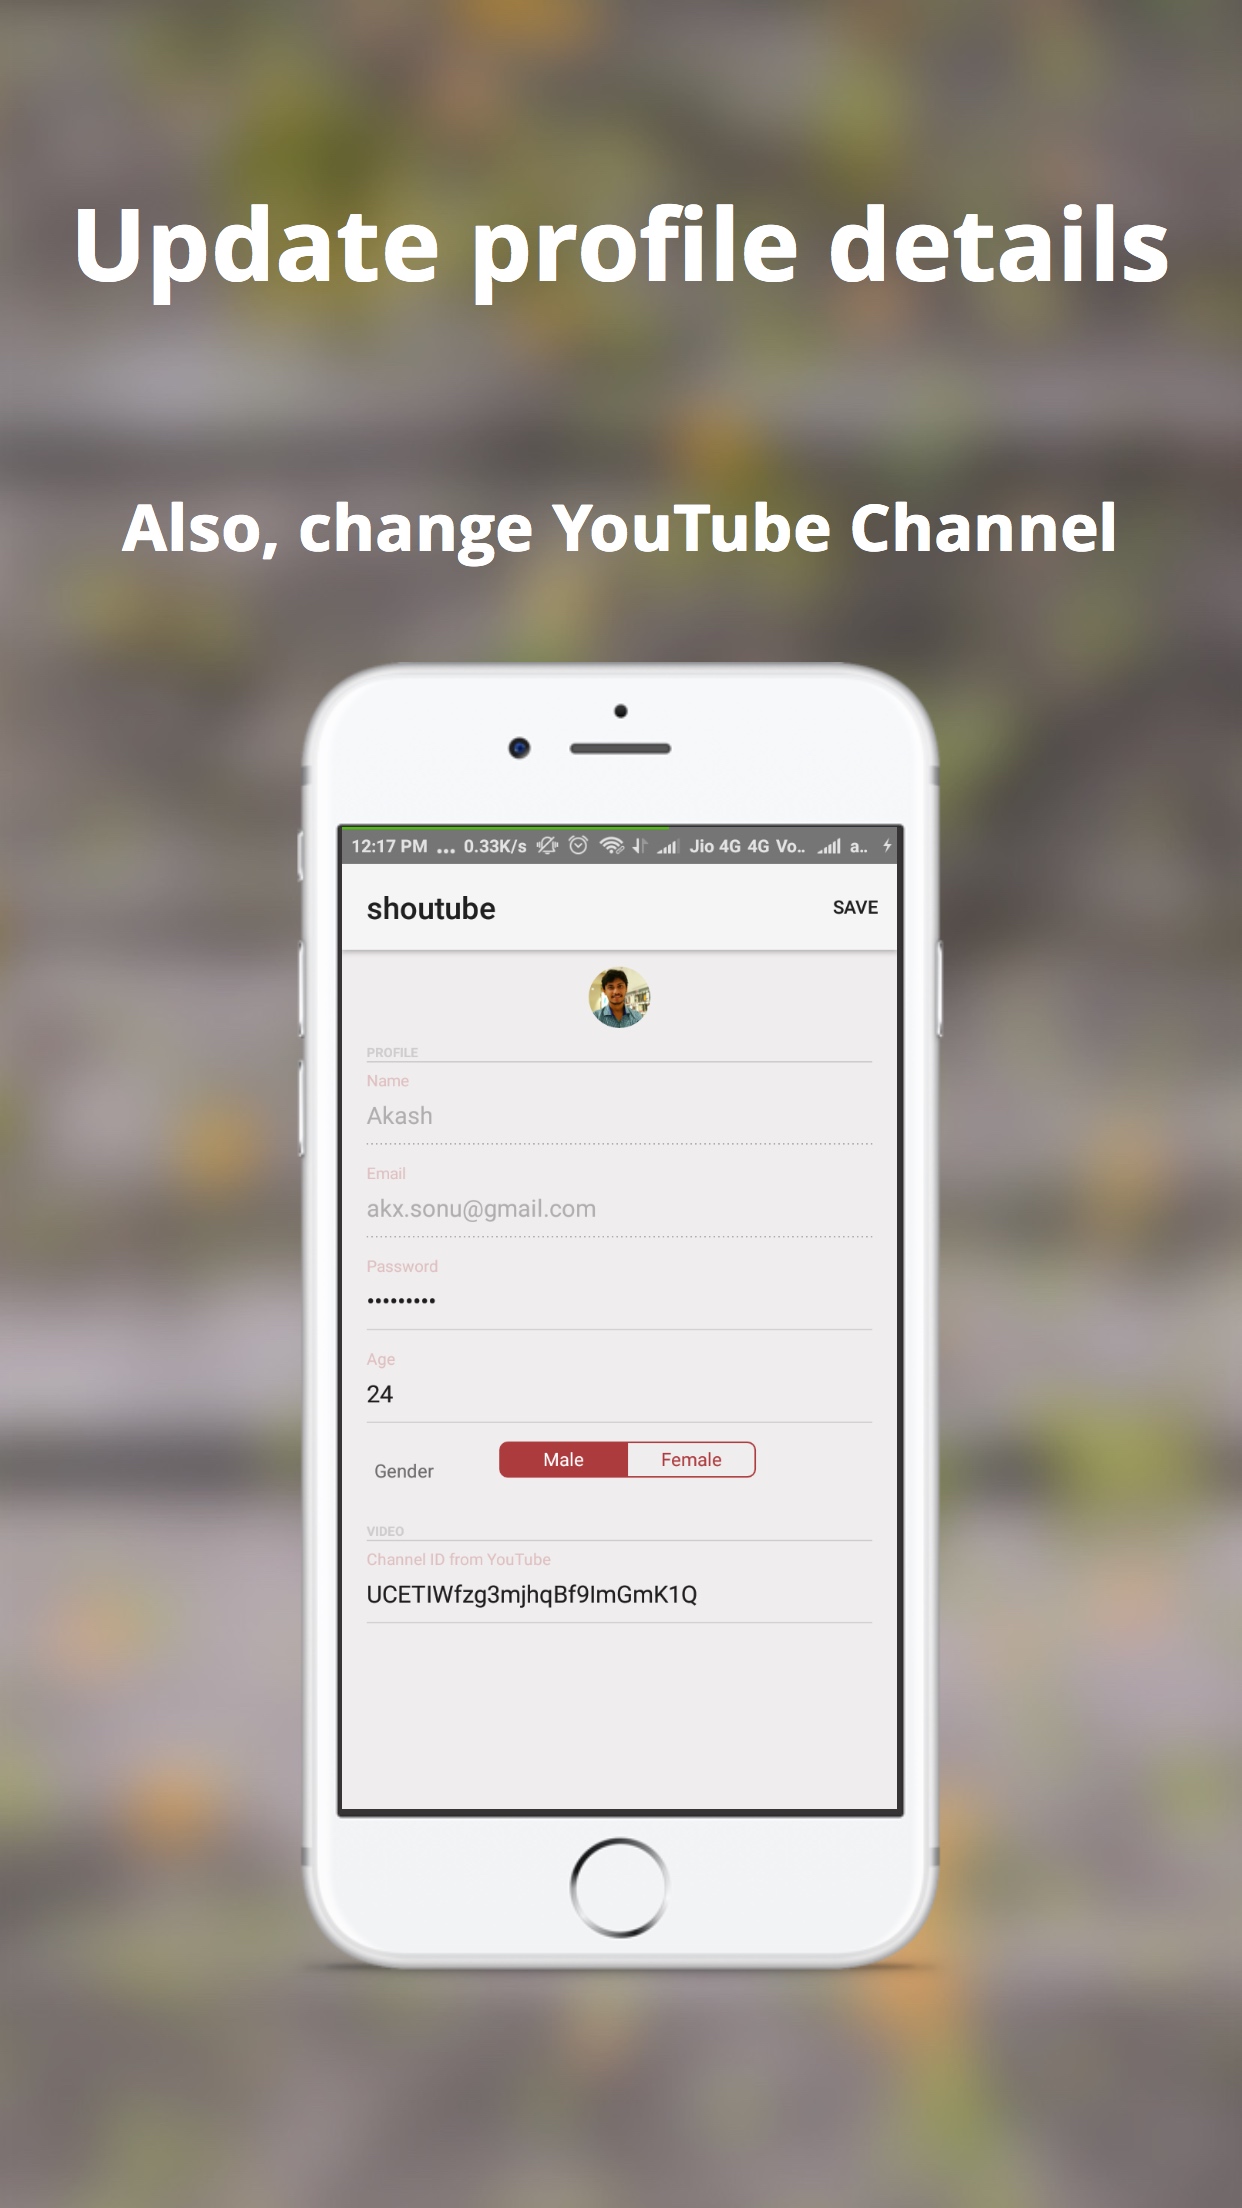 Update profile details
Also, change YouTube Channel
12:17 PM ... 0.33K/s Jio 4G 4G Vo.. a..
shoutube SAVE
PROFILE
Name
Akash
Email
akx.sonu@gmail.com
Password
•••••••••
Age
24
Gender Male Female
VIDEO
Channel ID from YouTube
UCETIWfzg3mjhqBf9ImGmK1Q